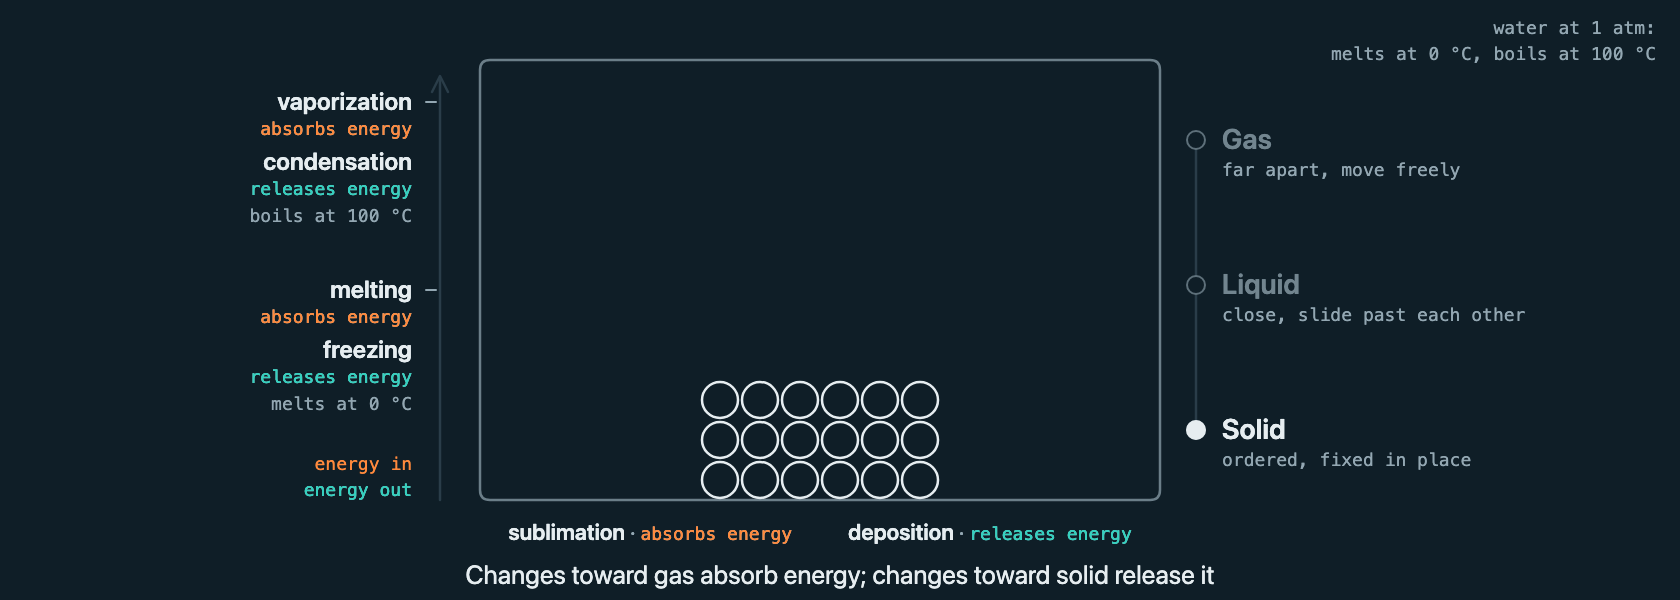 water at 1 atm:
melts at 0 °C, boils at 100 °C
vaporization
absorbs energy
condensation
releases energy
boils at 100 °C
melting
absorbs energy
freezing
releases energy
melts at 0 °C
energy in
energy out
Gas
far apart, move freely
Liquid
close, slide past each other
Solid
ordered, fixed in place
sublimation · absorbs energy
deposition · releases energy
Changes toward gas absorb energy; changes toward solid release it